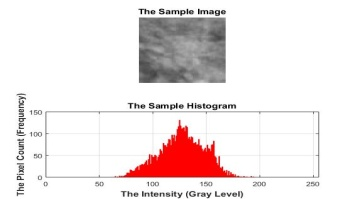 The Sample Image
The Sample Histogram
The Pixel Count (Frequency)
150
100
50
0
0 50 100 150 200 250
The Intensity (Gray Level)